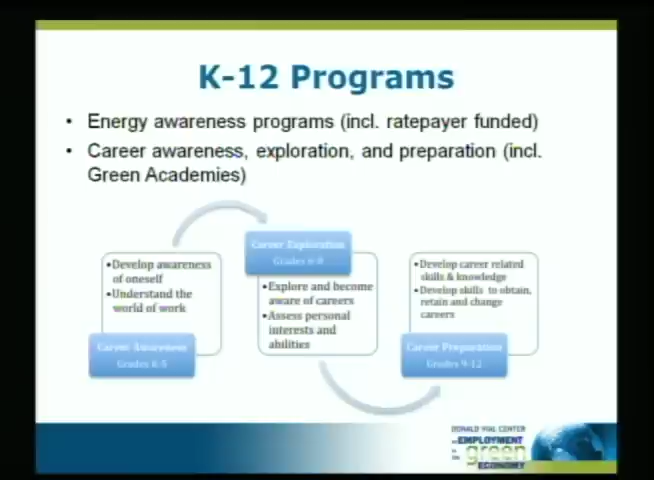 K-12 Programs
• Energy awareness programs (incl. ratepayer funded)
• Career awareness, exploration, and preparation (incl.
Green Academies)
•Develop awareness
of oneself
•Understand the
world of work
Career Awareness
Grades K-5
Career Exploration
Grades 6-8
•Explore and become
aware of careers
•Assess personal
interests and
abilities
•Develop career related
skills & knowledge
•Develop skills to obtain,
retain and change
careers
Career Preparation
Grades 9-12
DONALD VIAL CENTER
EMPLOYMENT
green
ECONOMY